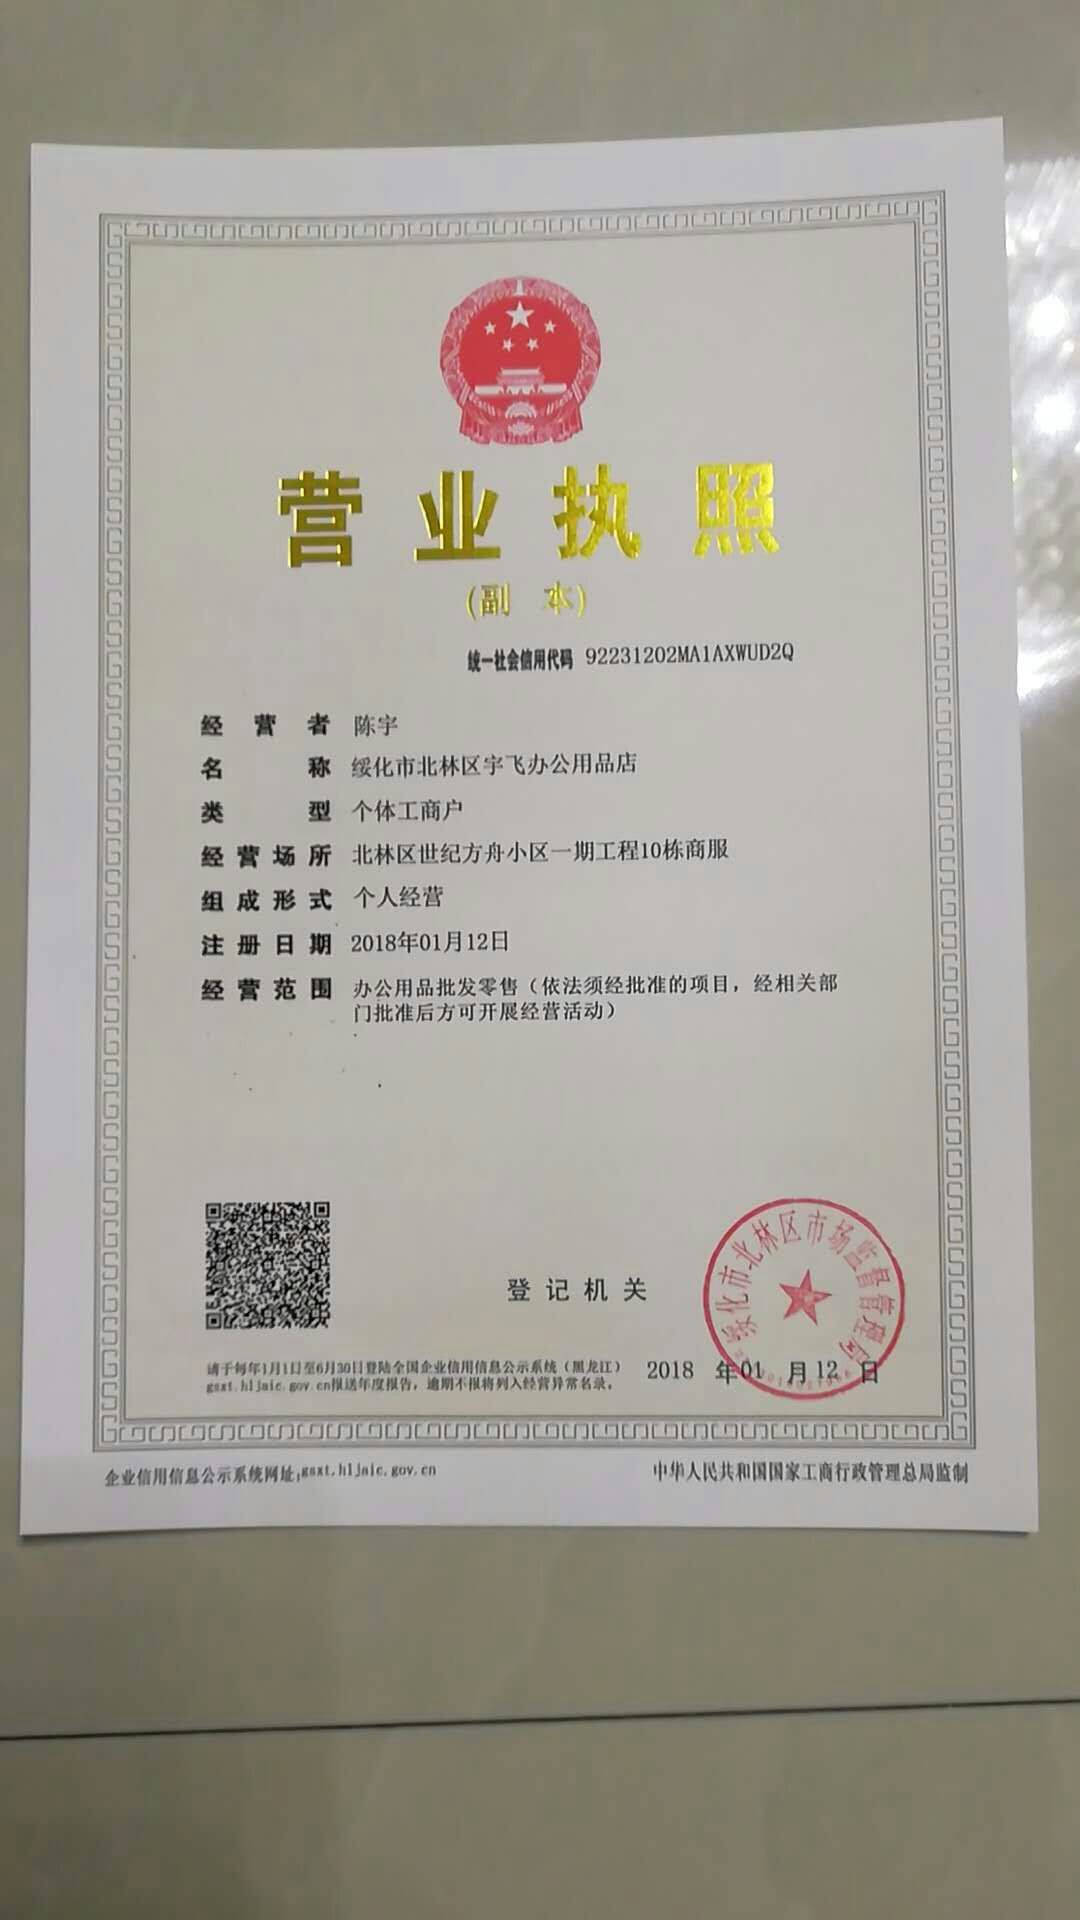 营业执照
(副 本)
统一社会信用代码 92231202MA1AXWUD2Q
经营者 陈宇
名称 绥化市北林区宇飞办公用品店
类型 个体工商户
经营场所 北林区世纪方舟小区一期工程10栋商服
组成形式 个人经营
注册日期 2018年01月12日
经营范围 办公用品批发零售（依法须经批准的项目，经相关部
门批准后方可开展经营活动）
绥化市北林区市场监督管理局
登记机关
2018 年01 月12 日
请于每年1月1日至6月30日登陆全国企业信用信息公示系统（黑龙江）
gsxt.hljaic.gov.cn报送年度报告，逾期不报将列入经营异常名录。
企业信用信息公示系统网址:gsxt.hljaic.gov.cn
中华人民共和国国家工商行政管理总局监制